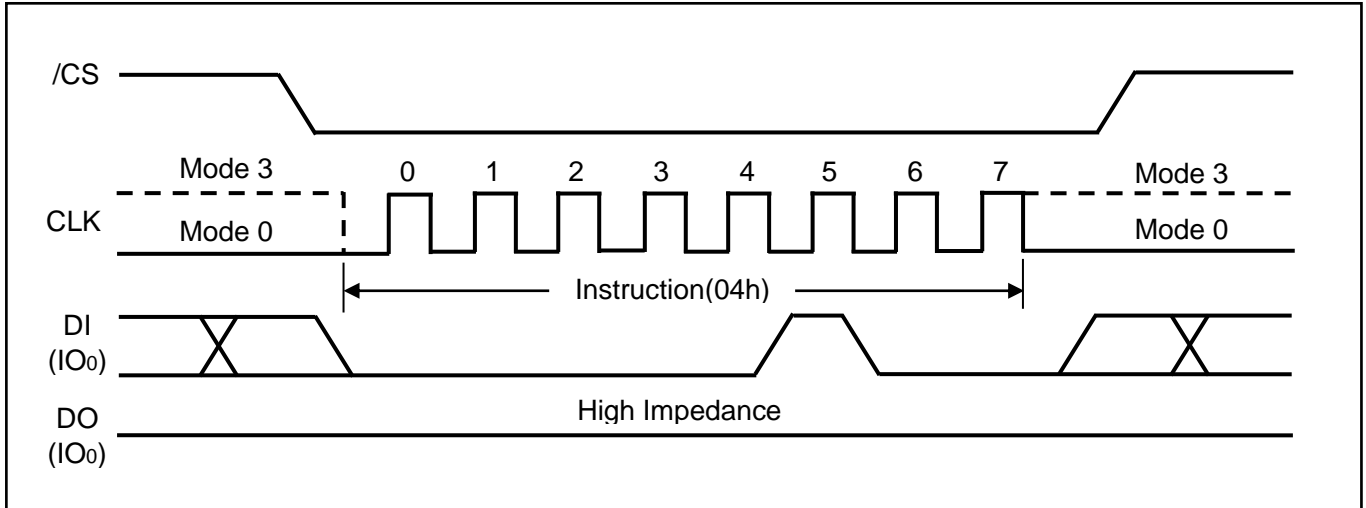 /CS
Mode 3 0 1 2 3 4 5 6 7 Mode 3
CLK
Mode 0 Mode 0
Instruction(04h)
DI
(IO0)
High Impedance
DO
(IO0)